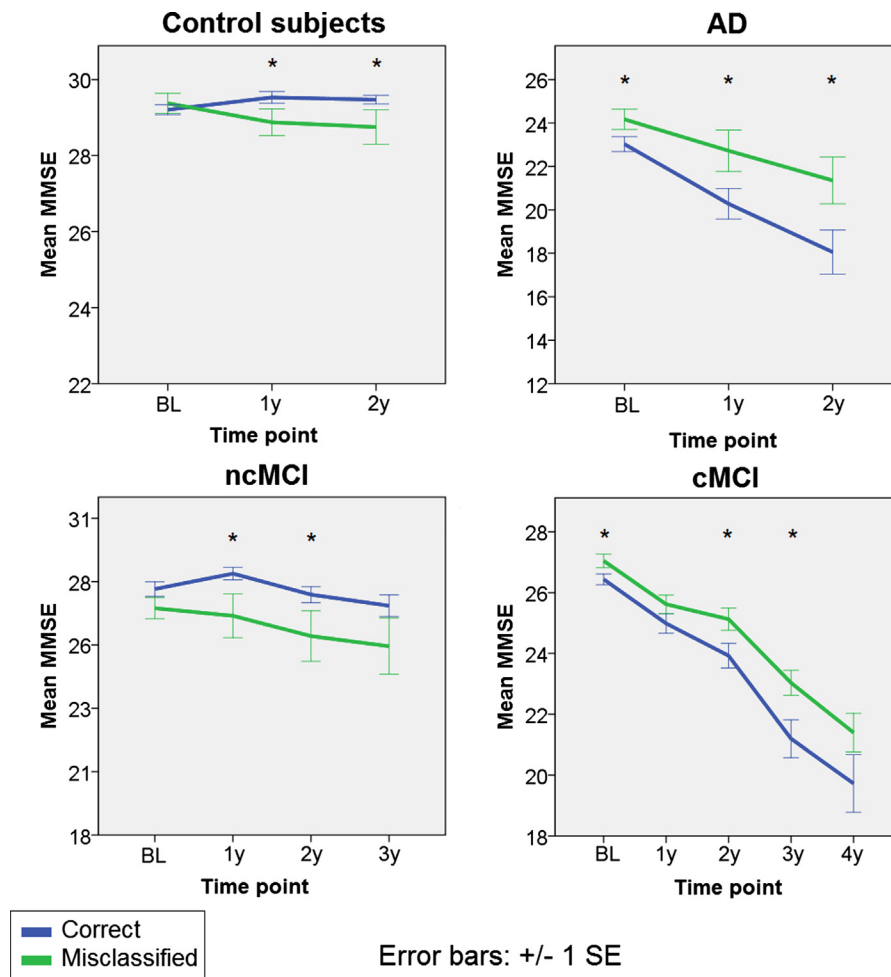 Control subjects
* *
30
28
26
24
22
Mean MMSE
BL 1y 2y
Time point
AD
* * *
26
24
22
20
18
16
14
12
Mean MMSE
BL 1y 2y
Time point
ncMCI
* *
31
28
26
23
21
18
Mean MMSE
BL 1y 2y 3y
Time point
cMCI
* * *
28
26
24
22
20
18
Mean MMSE
BL 1y 2y 3y 4y
Time point
Correct
Misclassified
Error bars: +/- 1 SE